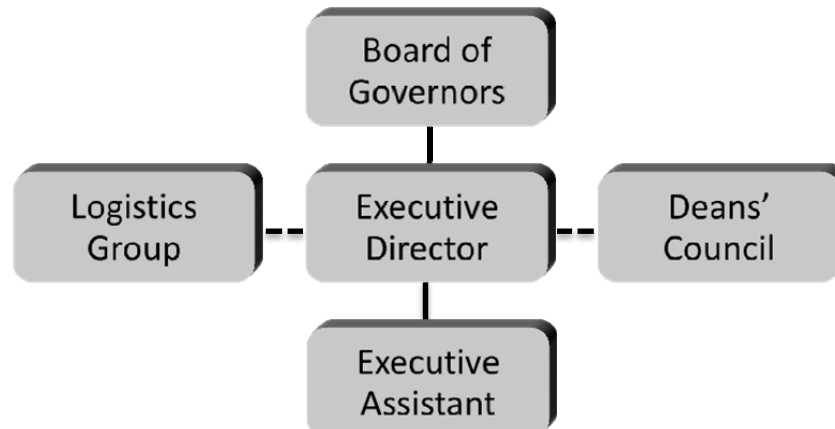 Board of
Governors
Logistics
Group
Executive
Director
Deans’
Council
Executive
Assistant